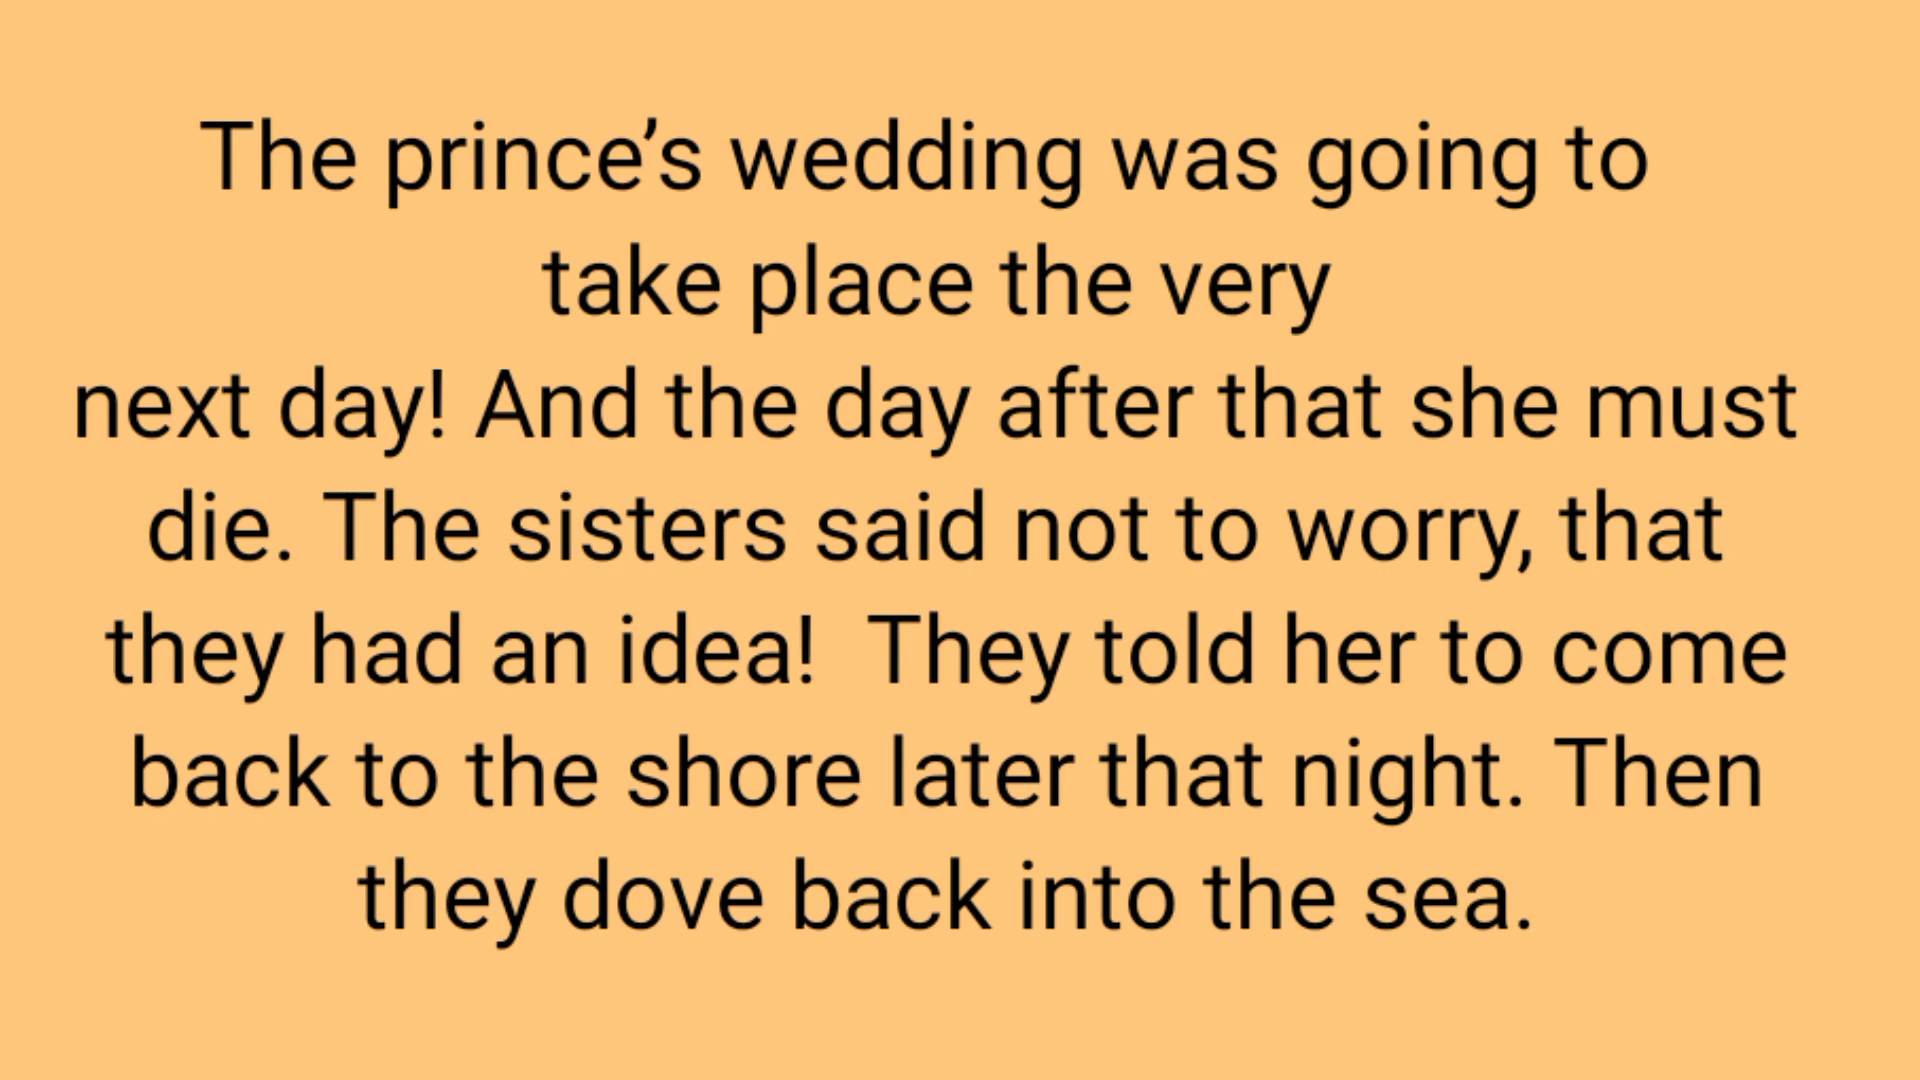 The prince’s wedding was going to
take place the very
next day! And the day after that she must
die. The sisters said not to worry, that
they had an idea!  They told her to come
back to the shore later that night. Then
they dove back into the sea.